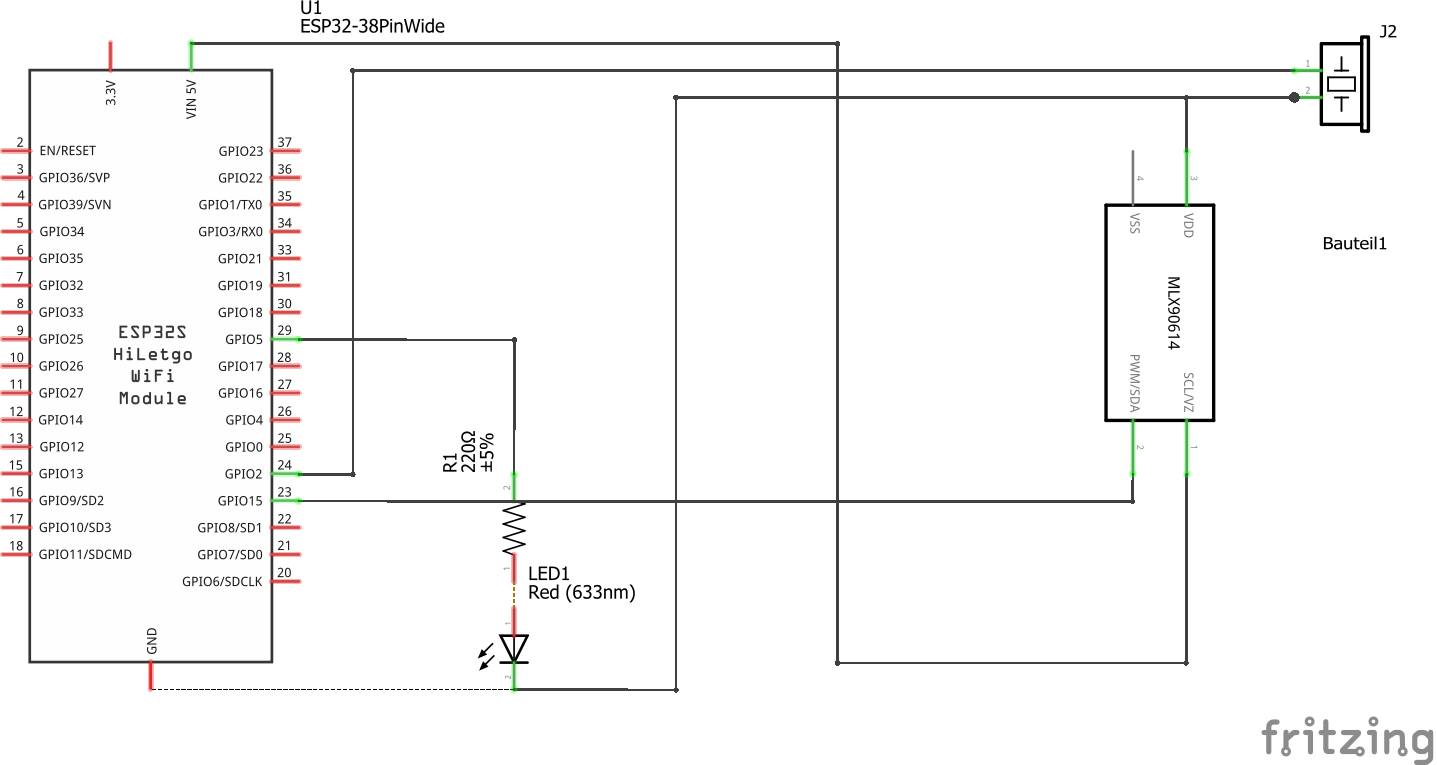 U1
ESP32-38PinWide
J2
3.3V
VIN 5V
1
2
2
EN/RESET
GPIO23
37
3
GPIO36/SVP
GPIO22
36
4
GPIO39/SVN
GPIO1/TX0
35
5
GPIO34
GPIO3/RX0
34
6
GPIO35
GPIO21
33
7
GPIO32
GPIO19
31
8
GPIO33
GPIO18
30
9
GPIO25
GPIO5
29
10
GPIO26
GPIO17
28
11
GPIO27
GPIO16
27
12
GPIO14
GPIO4
26
13
GPIO12
GPIO0
25
15
GPIO13
GPIO2
24
16
GPIO9/SD2
GPIO15
23
17
GPIO10/SD3
GPIO8/SD1
22
18
GPIO11/SDCMD
GPIO7/SD0
21
GPIO6/SDCLK
20
ESP32S
HiLetgo
WiFi
Module
GND
R1
220Ω
±5%
2
1
LED1
Red (633nm)
1
2
4
3
VSS
VDD
MLX90614
PWM/SDA
SCL/VZ
2
1
Bauteil1
fritzing